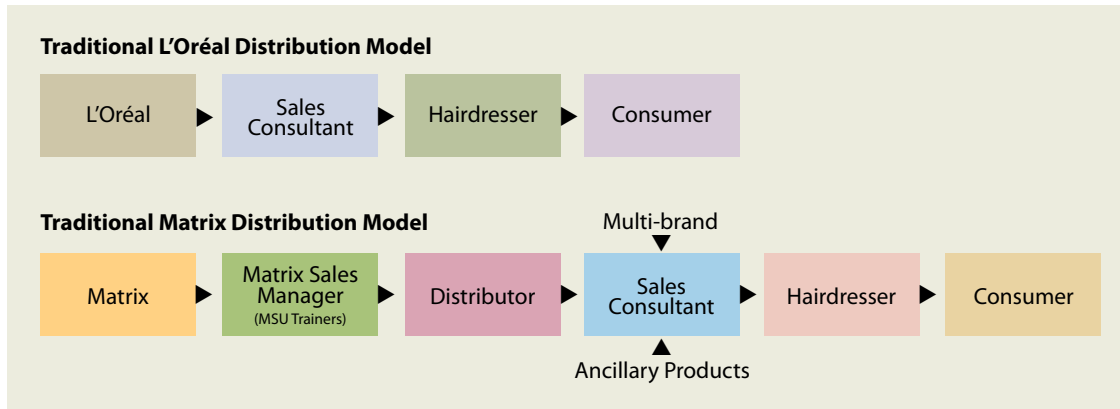 Traditional L’Oréal Distribution Model
L’Oréal
Sales
Consultant
Hairdresser
Consumer
Traditional Matrix Distribution Model
Multi-brand
Matrix
Matrix Sales
Manager
(MSU Trainers)
Distributor
Sales
Consultant
Hairdresser
Consumer
Ancillary Products